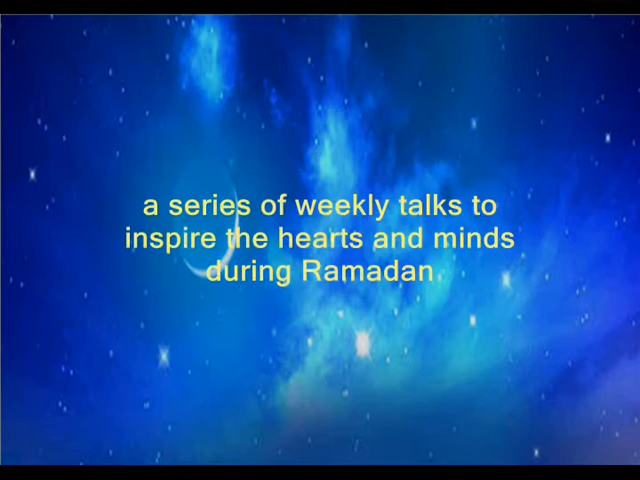 a series of weekly talks to
inspire the hearts and minds
during Ramadan